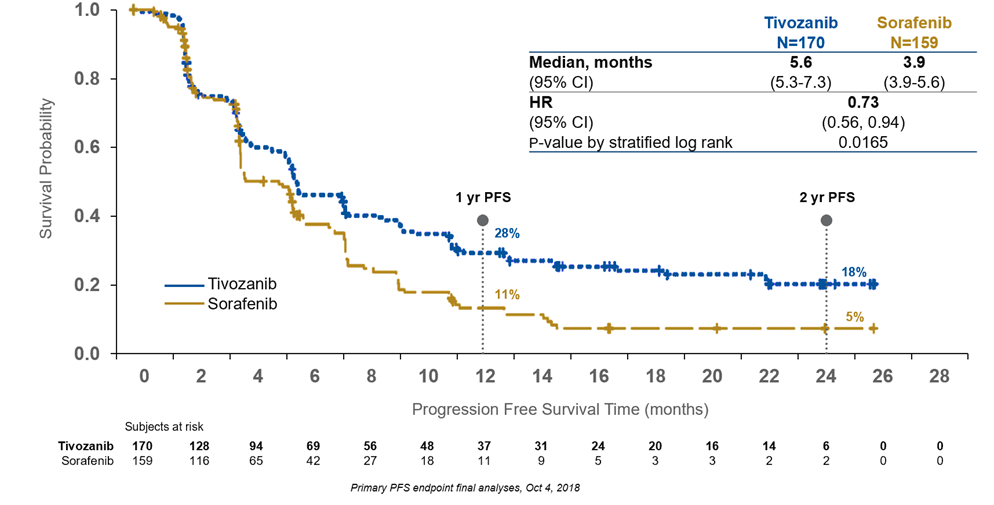 Tivozanib Sorafenib
N=170 N=159
Median, months 5.6 3.9
(95% CI) (5.3-7.3) (3.9-5.6)
HR 0.73
(95% CI) (0.56, 0.94)
P-value by stratified log rank 0.0165
Survival Probability
1.0
0.8
0.6
0.4
0.2
0.0
1 yr PFS 2 yr PFS
28%
18%
11%
5%
Tivozanib
Sorafenib
0 2 4 6 8 10 12 14 16 18 20 22 24 26 28
Progression Free Survival Time (months)
Subjects at risk
Tivozanib 170 128 94 69 56 48 37 31 24 20 16 14 6 0 0
Sorafenib 159 116 65 42 27 18 11 9 5 3 3 2 2 0 0
Primary PFS endpoint final analyses, Oct 4, 2018